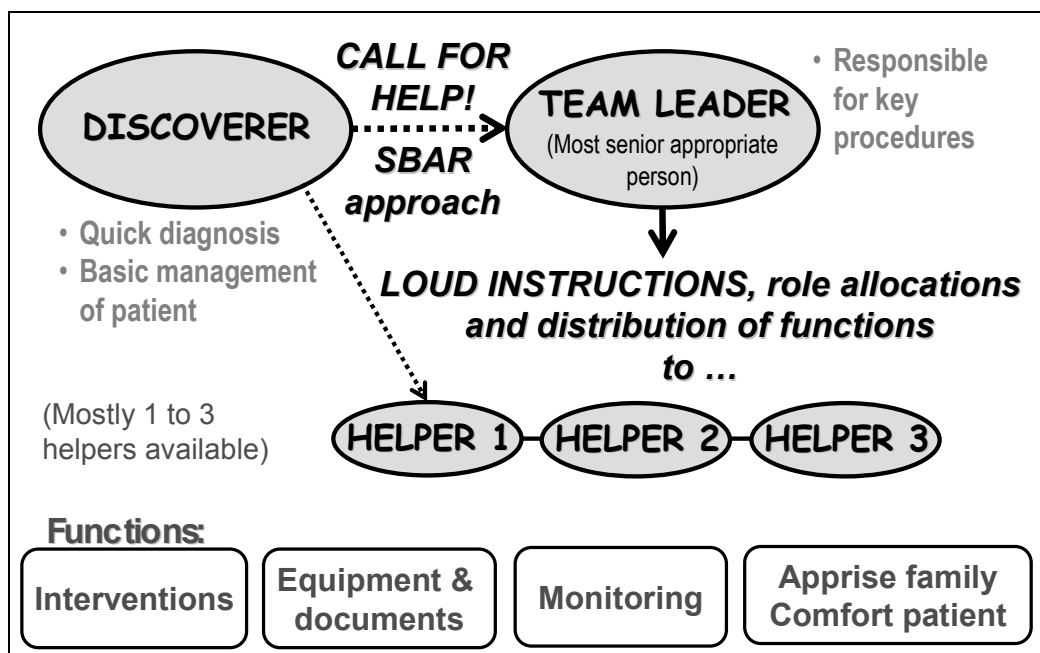 DISCOVERER
CALL FOR
HELP!
SBAR
approach
TEAM LEADER
(Most senior appropriate
person)
• Responsible
for key
procedures
• Quick diagnosis
• Basic management
of patient
LOUD INSTRUCTIONS, role allocations
and distribution of functions
to …
(Mostly 1 to 3
helpers available)
HELPER 1
HELPER 2
HELPER 3
Functions:
Interventions
Equipment &
documents
Monitoring
Apprise family
Comfort patient